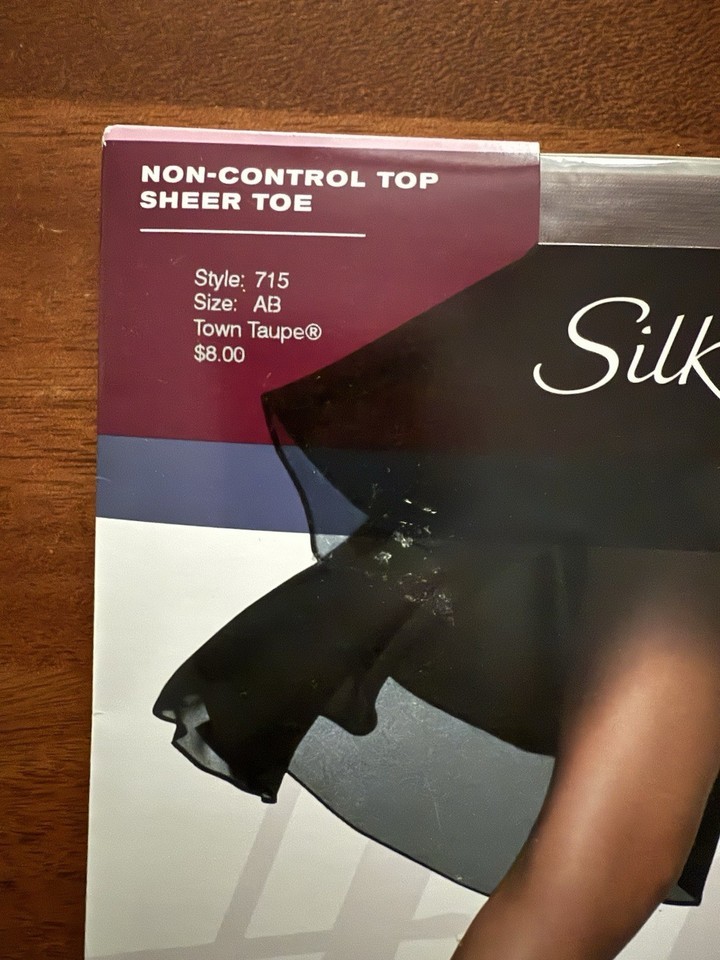 NON-CONTROL TOP
SHEER TOE
Style: 715
Size: AB
Town Taupe®
$8.00
Silk